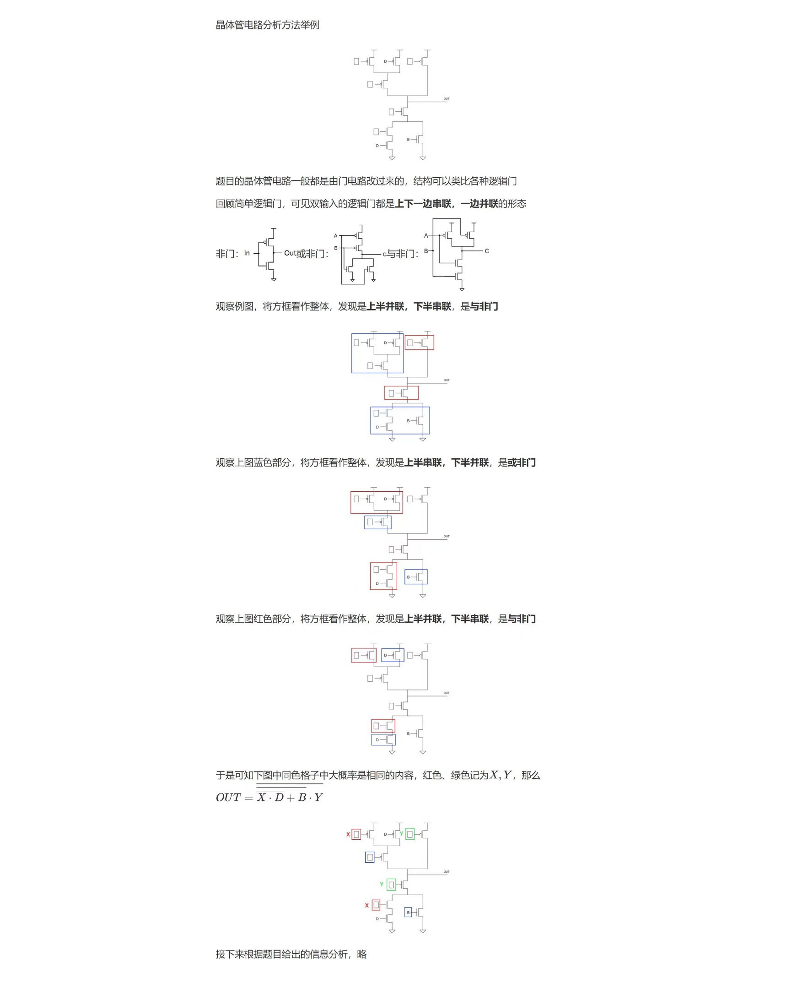 晶体管电路分析方法举例
D
OUT
D
B
题目的晶体管电路一般都是由门电路改过来的，结构可以类比各种逻辑门
回顾简单逻辑门，可见双输入的逻辑门都是上下一边串联，一边并联的形态
非门：In Out或非门：A B C与非门：A B C
观察例图，将方框看作整体，发现是上半并联，下半串联，是与非门
D
OUT
B
D
观察上图蓝色部分，将方框看作整体，发现是上半串联，下半并联，是或非门
D
OUT
B
D
观察上图红色部分，将方框看作整体，发现是上半并联，下半串联，是与非门
D
OUT
B
D
于是可知下图中同色格子中大概率是相同的内容，红色、绿色记为X, Y，那么
$OUT = \overline{\overline{\overline{\overline{\overline{X \cdot D}} + B}} \cdot Y}$
X D Y
OUT
Y
X B
D
接下来根据题目给出的信息分析，略